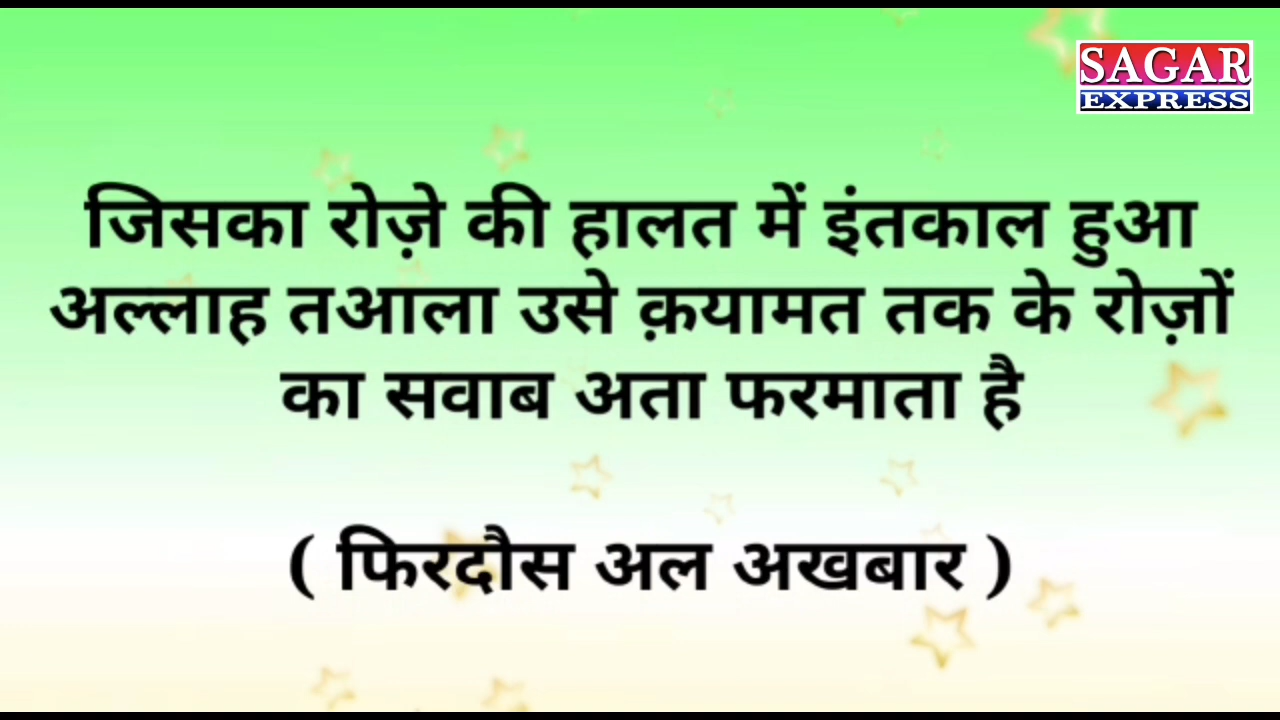 SAGAR
EXPRESS
जिसका रोज़े की हालत में इंतकाल हुआ
अल्लाह तआला उसे क़यामत तक के रोज़ों
का सवाब अता फरमाता है
( फिरदौस अल अखबार )